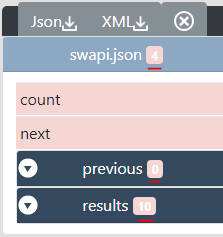 Json XML
swapi.json 4
count
next
previous 0
results 10